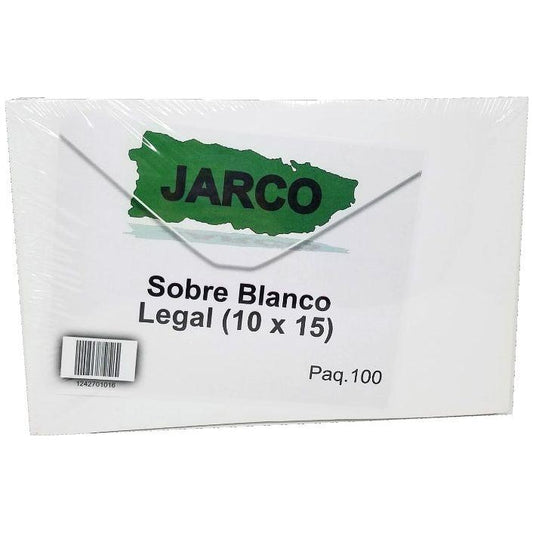 JARCO
Sobre Blanco
Legal (10 x 15)
Paq.100
1242701016